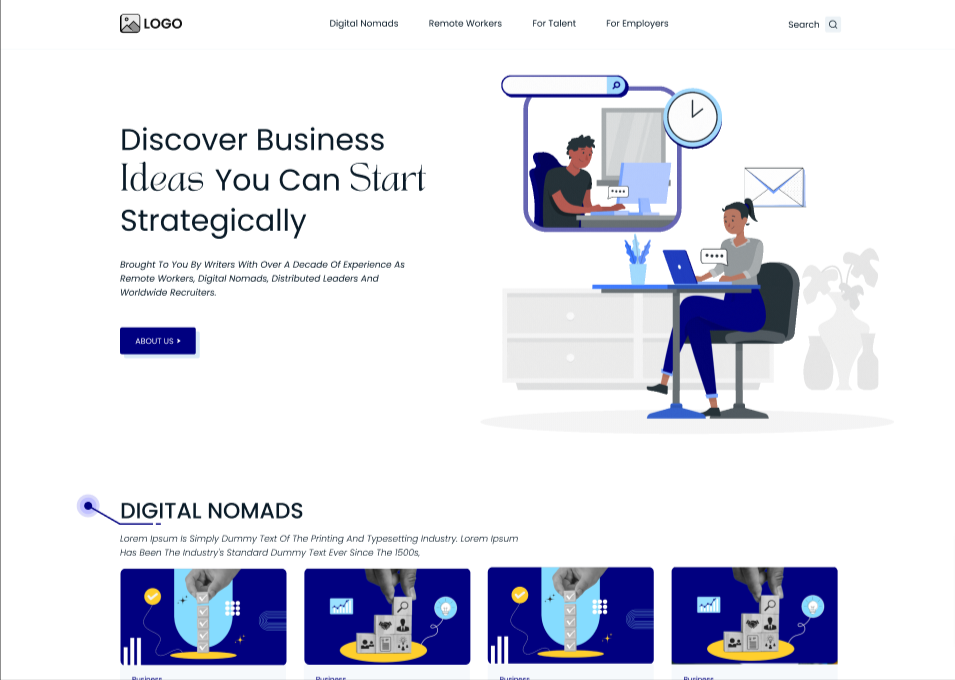 LOGO
Digital Nomads
Remote Workers
For Talent
For Employers
Search
Discover Business
Ideas You Can Start
Strategically
Brought To You By Writers With Over A Decade Of Experience As
Remote Workers, Digital Nomads, Distributed Leaders And
Worldwide Recruiters.
ABOUT US
DIGITAL NOMADS
Lorem Ipsum Is Simply Dummy Text Of The Printing And Typesetting Industry. Lorem Ipsum
Has Been The Industry's Standard Dummy Text Ever Since The 1500s,
Business
Business
Business
Business